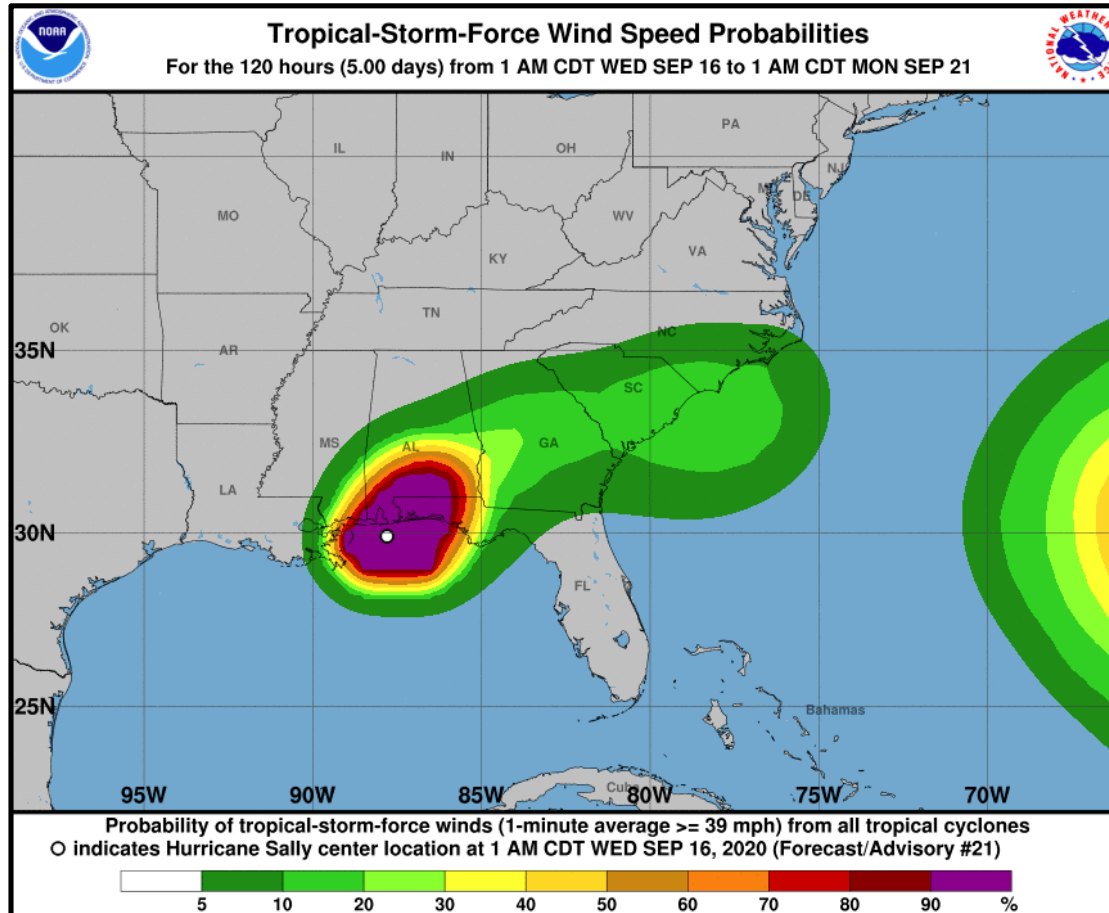 Tropical-Storm-Force Wind Speed Probabilities
For the 120 hours (5.00 days) from 1 AM CDT WED SEP 16 to 1 AM CDT MON SEP 21
NOAA
PA
IL
IN
OH
NJ
DE
MO
WV
VA
KY
TN
NC
OK
AR
35N
SC
MS
AL
GA
LA
30N
FL
25N
Bahamas
Cuba
95W
90W
85W
80W
75W
70W
Probability of tropical-storm-force winds (1-minute average >= 39 mph) from all tropical cyclones
indicates Hurricane Sally center location at 1 AM CDT WED SEP 16, 2020 (Forecast/Advisory #21)
5 10 20 30 40 50 60 70 80 90 %